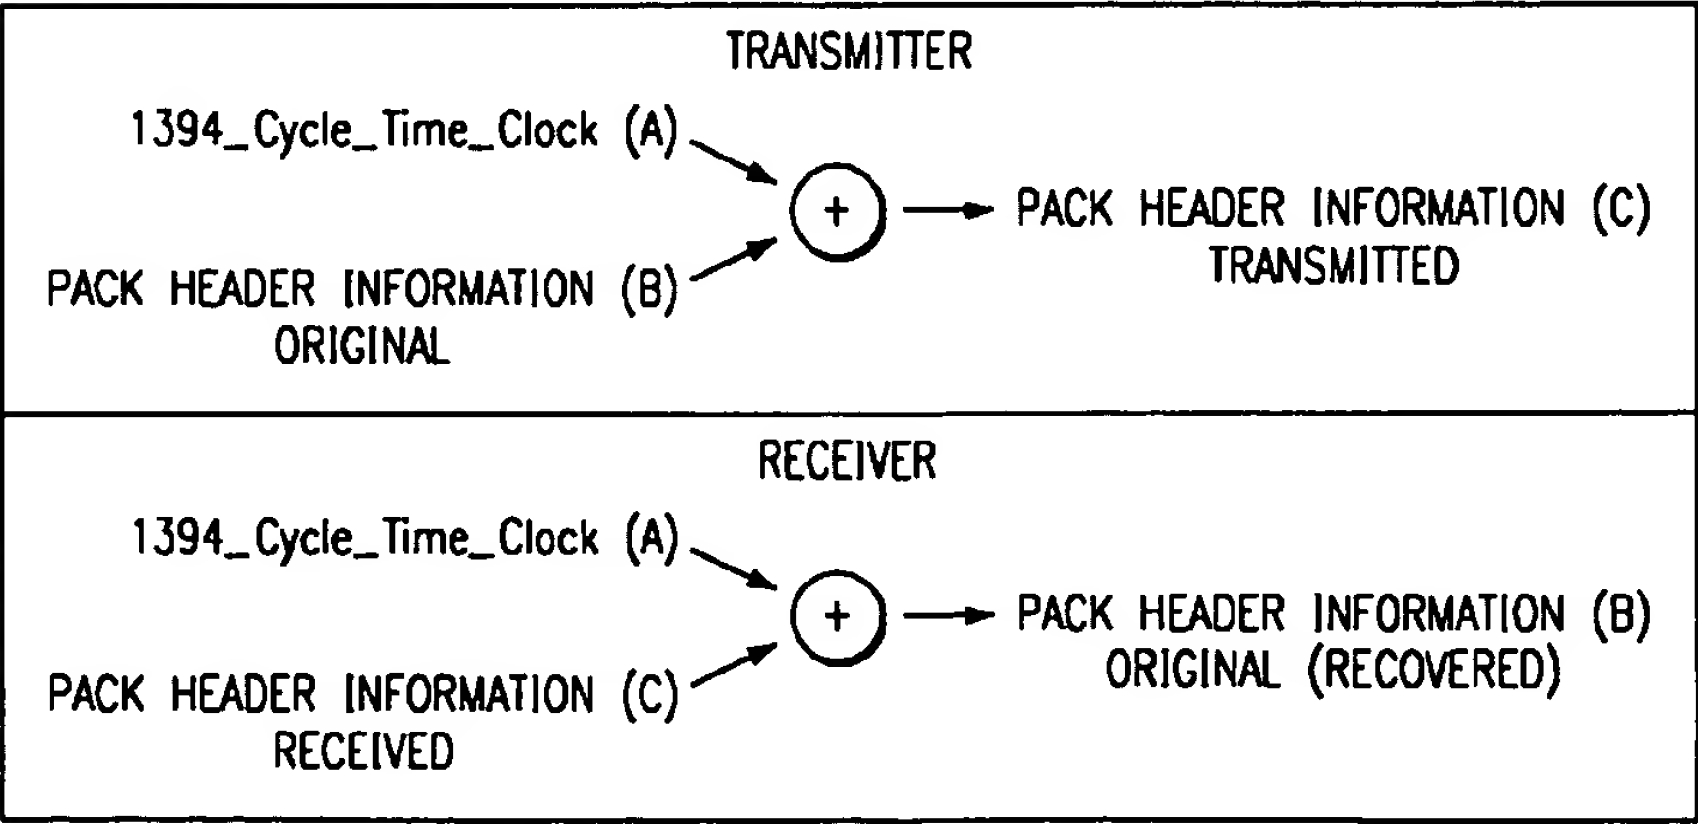 TRANSMITTER
1394_Cycle_Time_Clock (A)
+
PACK HEADER INFORMATION (C)
TRANSMITTED
PACK HEADER INFORMATION (B)
ORIGINAL
RECEIVER
1394_Cycle_Time_Clock (A)
+
PACK HEADER INFORMATION (B)
ORIGINAL (RECOVERED)
PACK HEADER INFORMATION (C)
RECEIVED